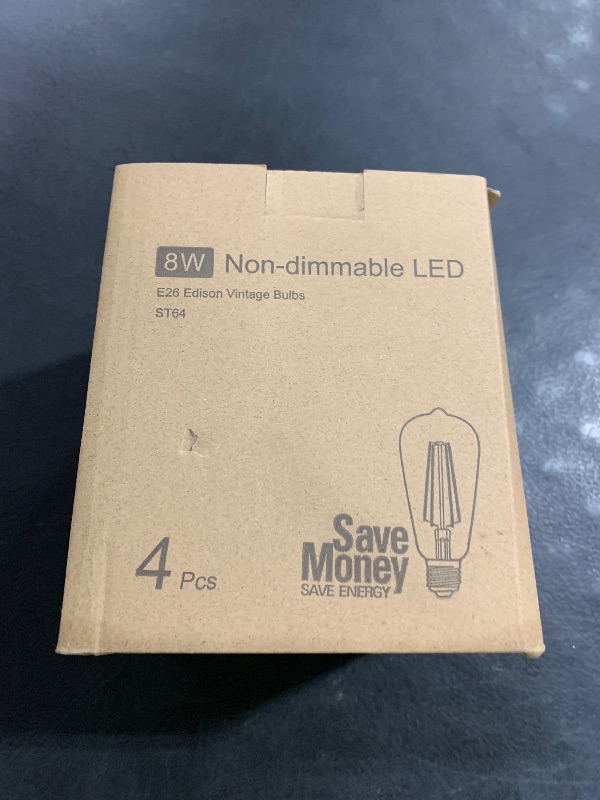 8W Non-dimmable LED
E26 Edison Vintage Bulbs
ST64
4 Pcs
Save
Money
SAVE ENERGY